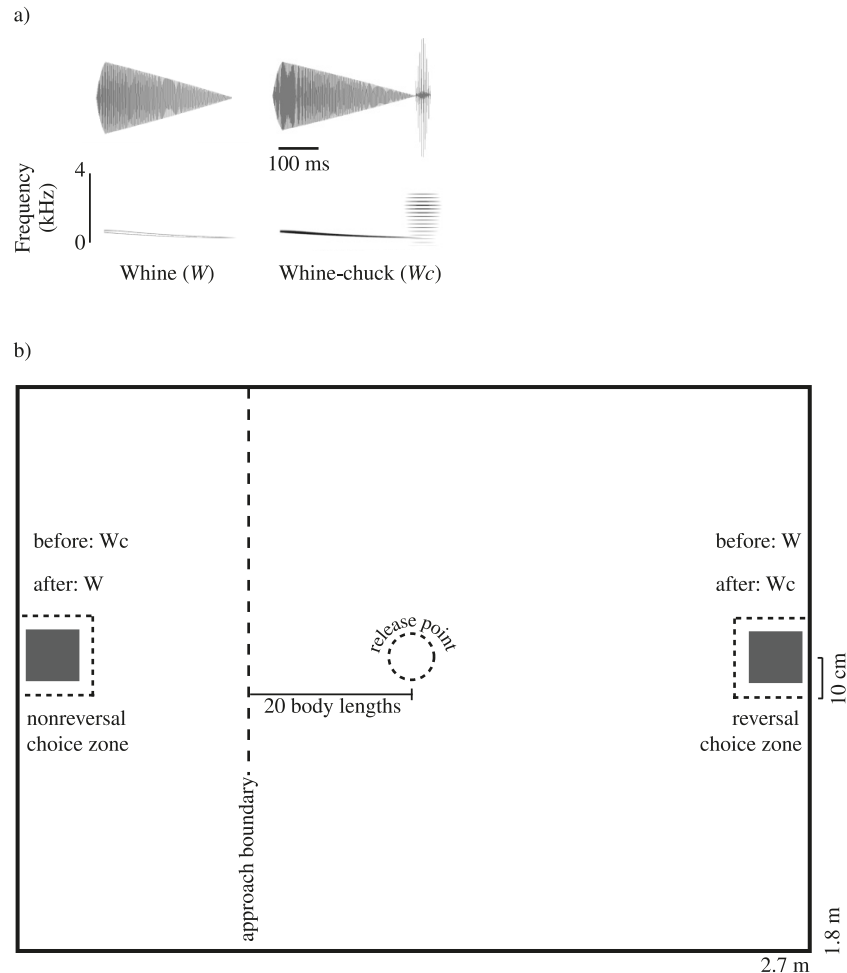 a)
100 ms
4
Frequency
(kHz)
0
Whine (W)
Whine-chuck (Wc)
b)
before: Wc
after: W
before: W
after: Wc
release point
20 body lengths
10 cm
nonreversal
choice zone
reversal
choice zone
approach boundary
1.8 m
2.7 m